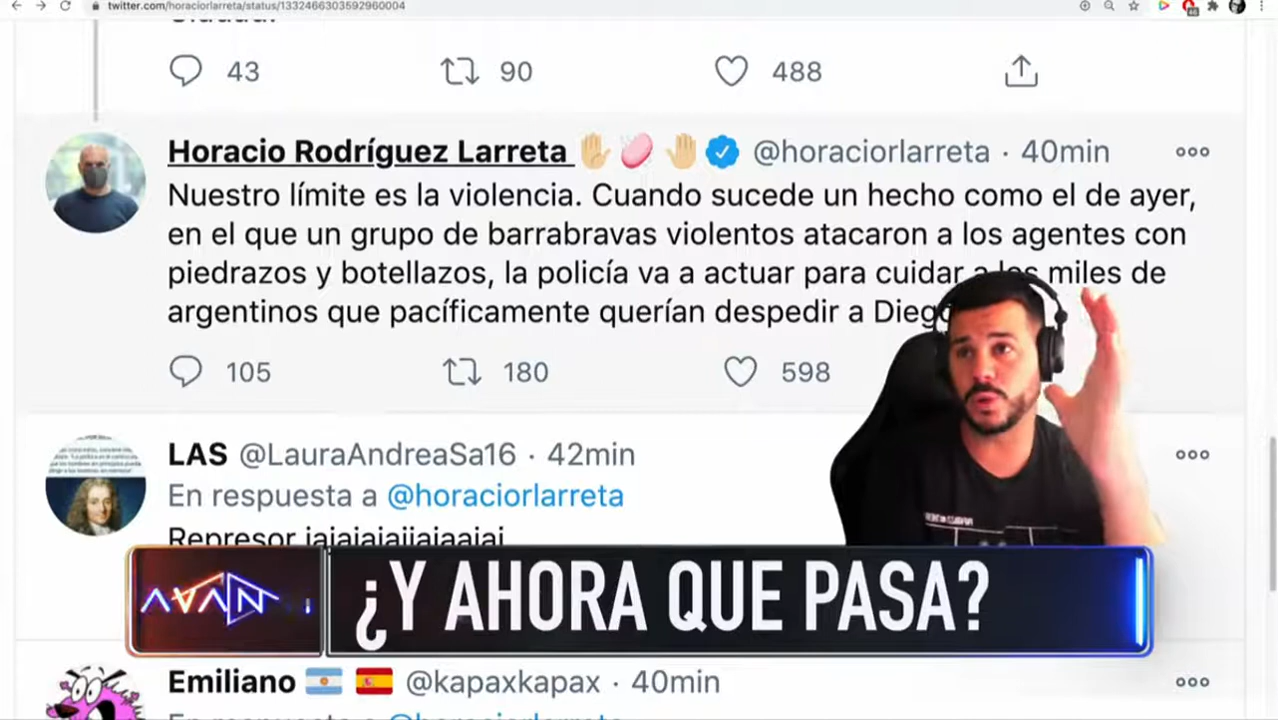 twitter.com/horaciorlarreta/status/1332466303592960004
43 90 488
Horacio Rodríguez Larreta @horaciorlarreta · 40min
Nuestro límite es la violencia. Cuando sucede un hecho como el de ayer,
en el que un grupo de barrabravas violentos atacaron a los agentes con
piedrazos y botellazos, la policía va a actuar para cuidar a los miles de
argentinos que pacíficamente querían despedir a Diego
105 180 598
LAS @LauraAndreaSa16 · 42min
En respuesta a @horaciorlarreta
Represor jajajajajjajaajaj
AVAN
¿Y AHORA QUE PASA?
Emiliano @kapaxkapax · 40min
En respuesta a @horaciorlarreta